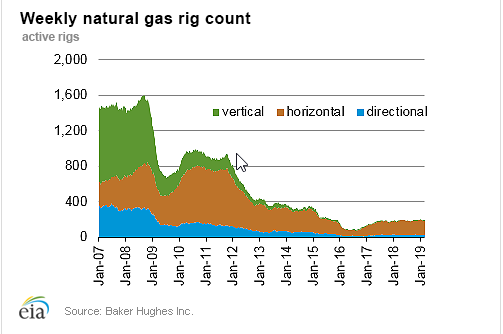 Weekly natural gas rig count
active rigs
2,000
1,600
1,200
800
400
0
vertical horizontal directional
Jan-07 Jan-08 Jan-09 Jan-10 Jan-11 Jan-12 Jan-13 Jan-14 Jan-15 Jan-16 Jan-17 Jan-18 Jan-19
eia Source: Baker Hughes Inc.